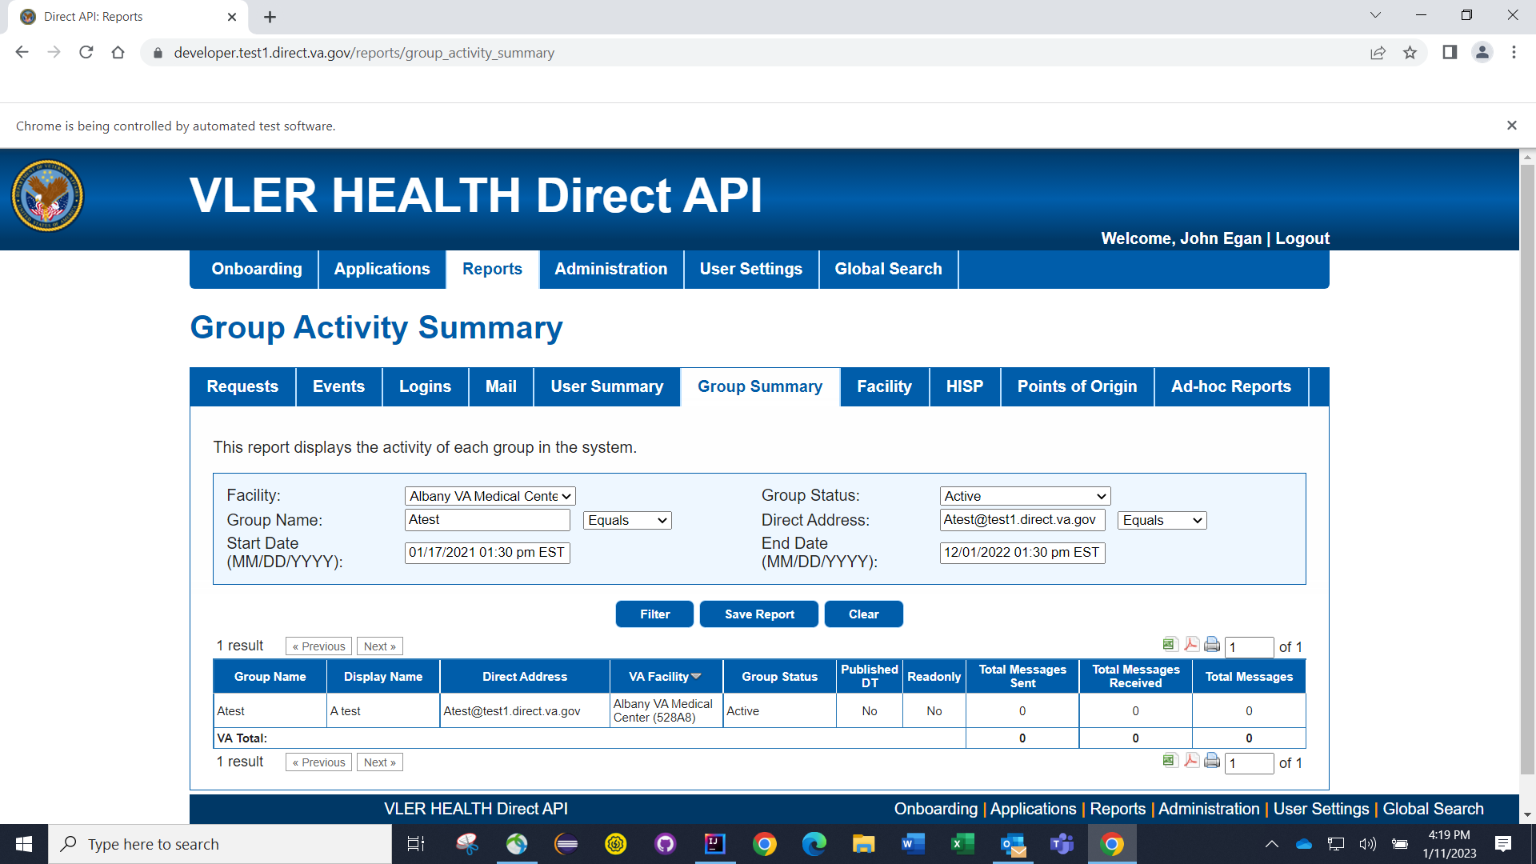 Direct API: Reports
developer.test1.direct.va.gov/reports/group_activity_summary
Chrome is being controlled by automated test software.
VLER HEALTH Direct API
Welcome, John Egan | Logout
Onboarding Applications Reports Administration User Settings Global Search
Group Activity Summary
Requests Events Logins Mail User Summary Group Summary Facility HISP Points of Origin Ad-hoc Reports
This report displays the activity of each group in the system.
Facility: Albany VA Medical Cente Group Status: Active
Group Name: Atest Equals Direct Address: Atest@test1.direct.va.gov Equals
Start Date (MM/DD/YYYY): 01/17/2021 01:30 pm EST End Date (MM/DD/YYYY): 12/01/2022 01:30 pm EST
Filter Save Report Clear
1 result « Previous Next » 1 of 1
Group Name Display Name Direct Address VA Facility Group Status Published DT Readonly Total Messages Sent Total Messages Received Total Messages
Atest A test Atest@test1.direct.va.gov Albany VA Medical Center (528A8) Active No No 0 0 0
VA Total: 0 0 0
1 result « Previous Next » 1 of 1
VLER HEALTH Direct API Onboarding | Applications | Reports | Administration | User Settings | Global Search
Type here to search
4:19 PM
1/11/2023